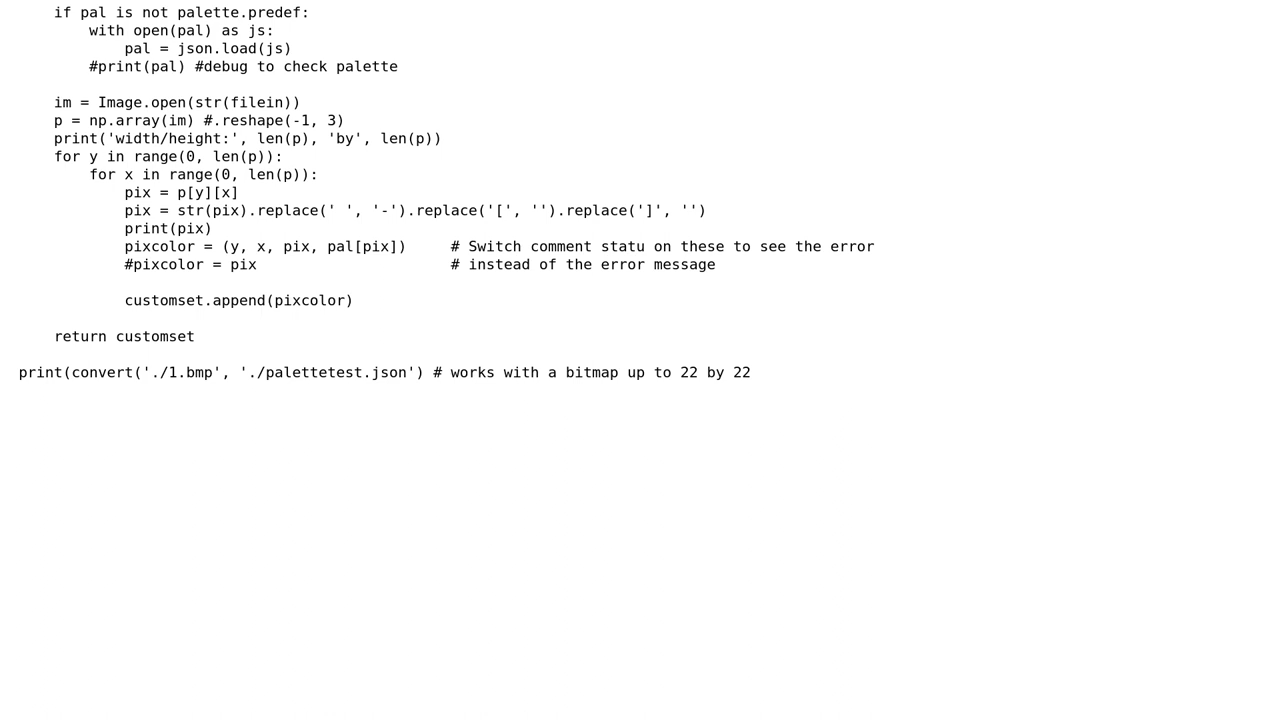 if pal is not palette.predef:
        with open(pal) as js:
            pal = json.load(js)
        #print(pal) #debug to check palette

    im = Image.open(str(filein))
    p = np.array(im) #.reshape(-1, 3)
    print('width/height:', len(p), 'by', len(p))
    for y in range(0, len(p)):
        for x in range(0, len(p)):
            pix = p[y][x]
            pix = str(pix).replace(' ', '-').replace('[', '').replace(']', '')
            print(pix)
            pixcolor = (y, x, pix, pal[pix])     # Switch comment statu on these to see the error
            #pixcolor = pix                      # instead of the error message

            customset.append(pixcolor)

    return customset

print(convert('./1.bmp', './palettetest.json') # works with a bitmap up to 22 by 22